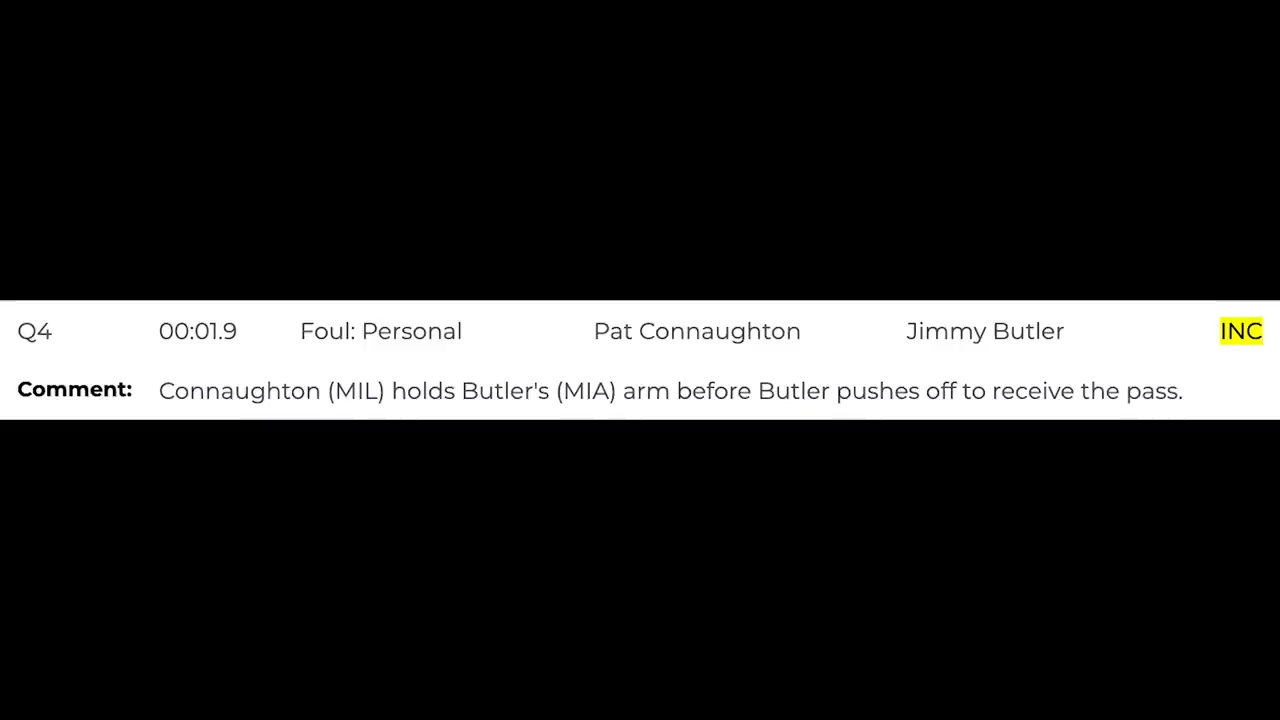 Q4 00:01.9 Foul: Personal Pat Connaughton Jimmy Butler INC
Comment: Connaughton (MIL) holds Butler's (MIA) arm before Butler pushes off to receive the pass.